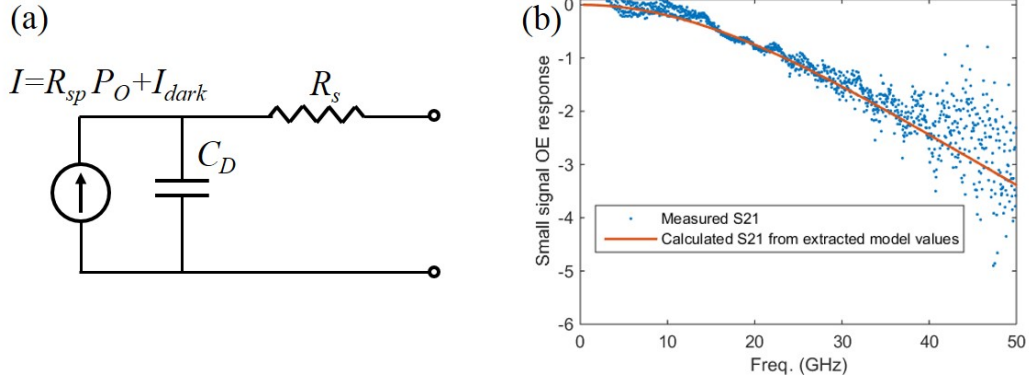 (a)
I=R_sp P_O+I_dark
R_s
C_D
(b)
Small signal OE response
0
-1
-2
-3
-4
-5
-6
Measured S21
Calculated S21 from extracted model values
0 10 20 30 40 50
Freq. (GHz)